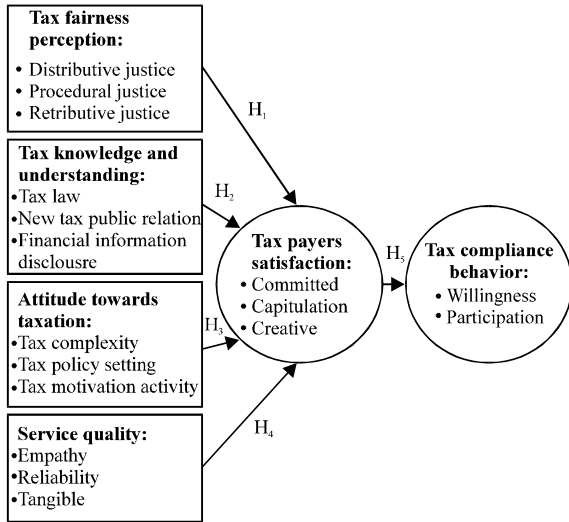 Tax fairness
perception:
• Distributive justice
• Procedural justice
• Retributive justice
H1
Tax knowledge and
understanding:
•Tax law
•New tax public relation
•Financial information
disclousre
H2
Attitude towards
taxation:
•Tax complexity
•Tax policy setting
•Tax motivation activity
H3
Service quality:
•Empathy
•Reliability
•Tangible
H4
Tax payers
satisfaction:
• Committed
• Capitulation
• Creative
H5
Tax compliance
behavior:
• Willingness
• Participation